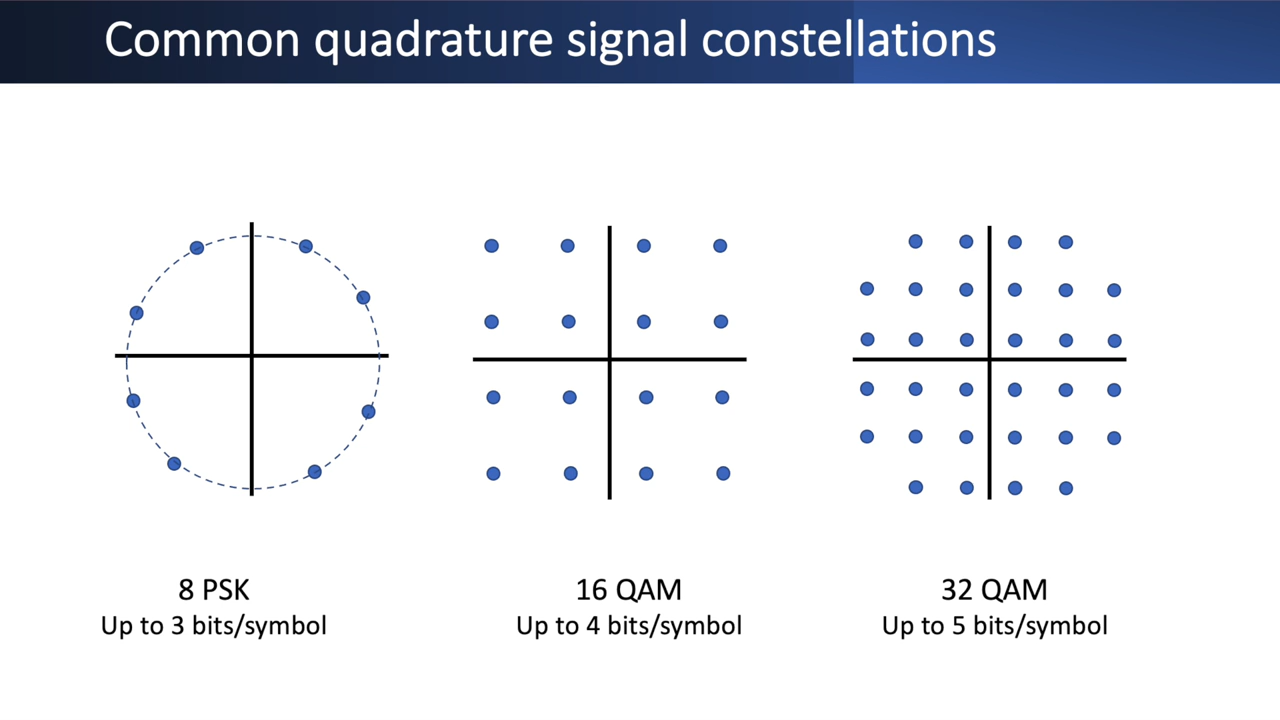 Common quadrature signal constellations
8 PSK
Up to 3 bits/symbol
16 QAM
Up to 4 bits/symbol
32 QAM
Up to 5 bits/symbol